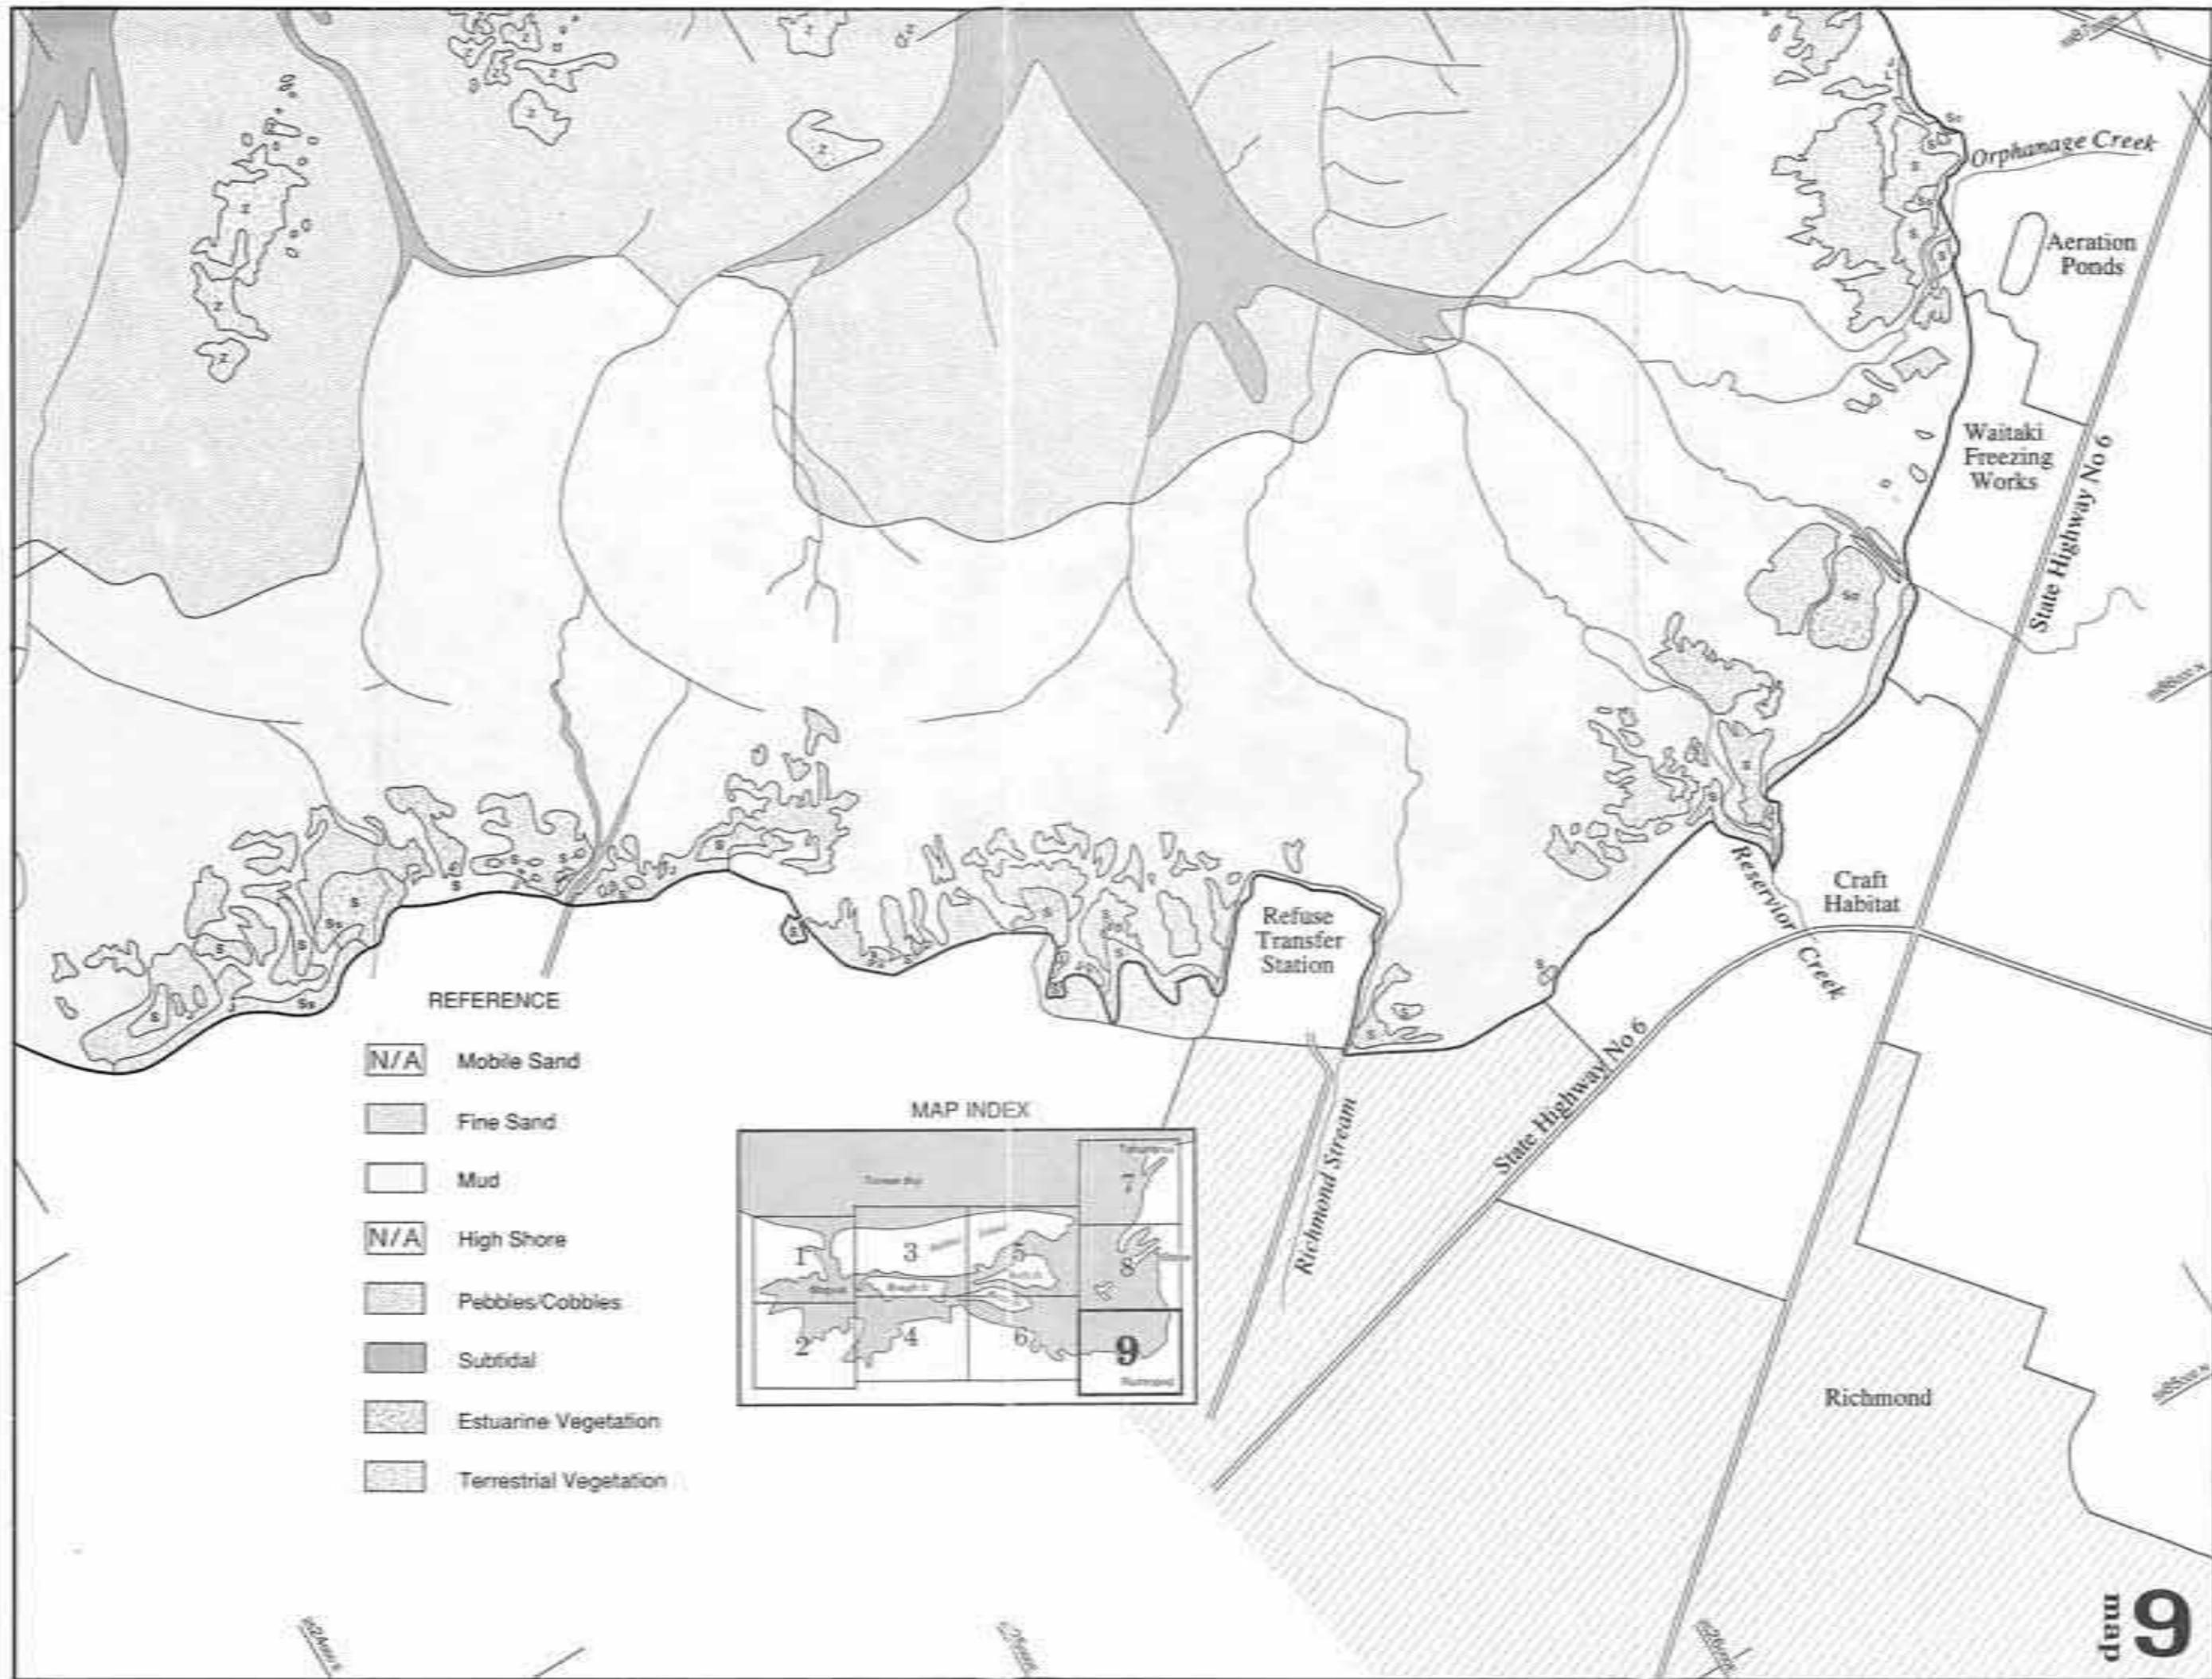 Orphanage Creek
Aeration
Ponds
Waitaki
Freezing
Works
State Highway No 6
Refuse
Transfer
Station
Reservior Creek
Craft
Habitat
State Highway No 6
Richmond Stream
Richmond
REFERENCE
N/A Mobile Sand
Fine Sand
Mud
N/A High Shore
Pebbles/Cobbles
Subtidal
Estuarine Vegetation
Terrestrial Vegetation
MAP INDEX
7
1
3
5
8
2
4
6
9
Richmond
map
9